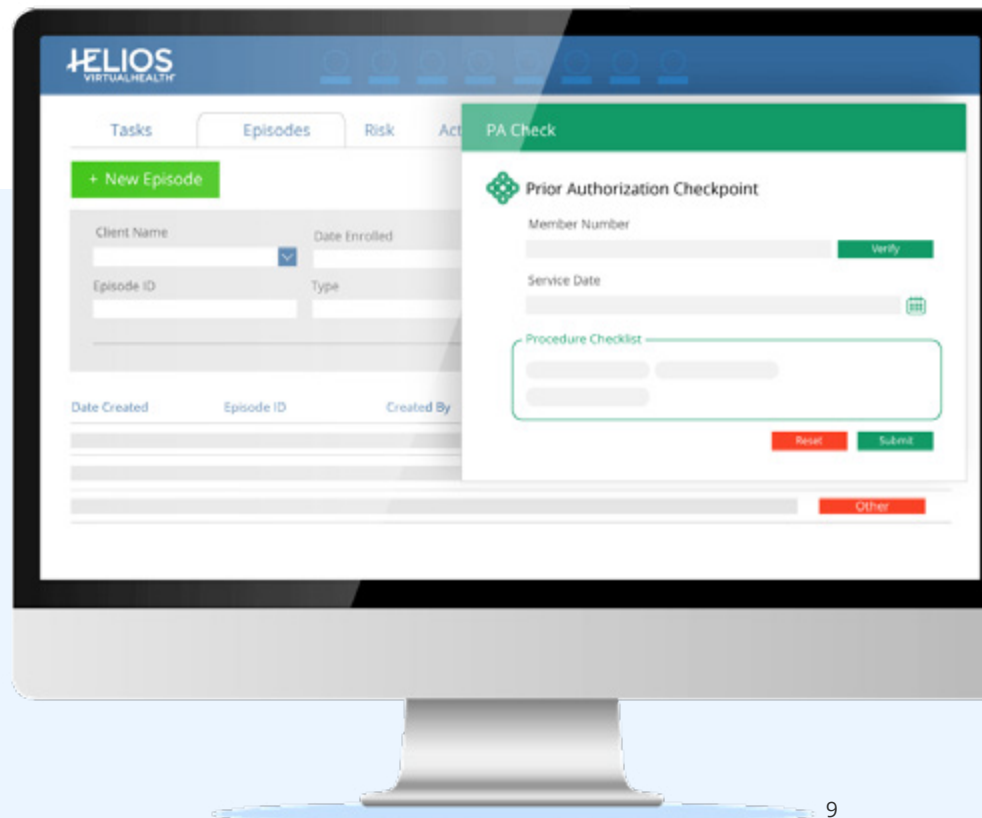 HELIOS
VIRTUALHEALTH
Tasks
Episodes
Risk
Act
+ New Episode
Client Name
Date Enrolled
Episode ID
Type
Date Created
Episode ID
Created By
PA Check
Prior Authorization Checkpoint
Member Number
Verify
Service Date
Procedure Checklist
Reset
Submit
Other
9